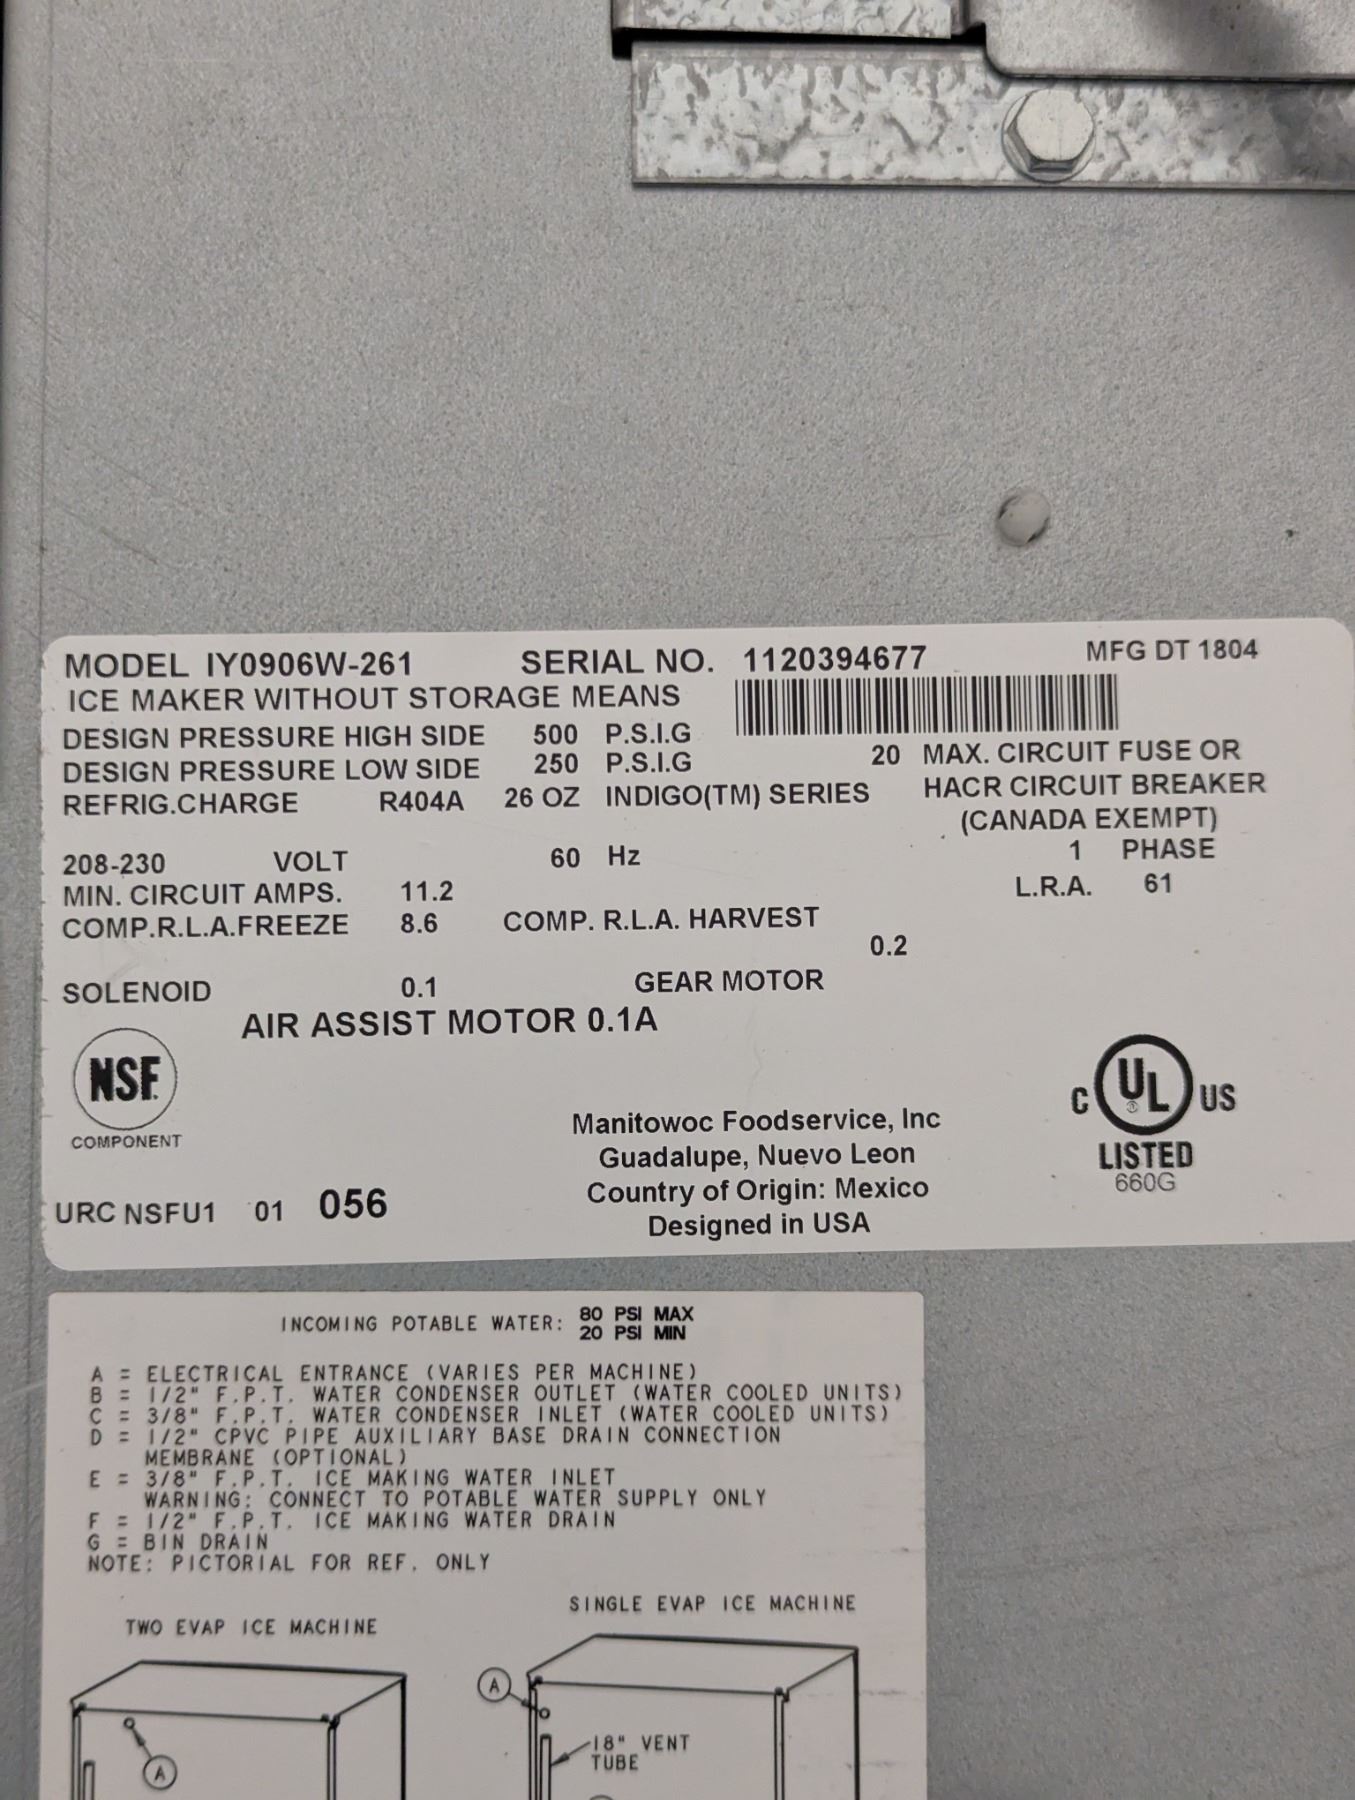 MODEL IY0906W-261 SERIAL NO. 1120394677 MFG DT 1804
ICE MAKER WITHOUT STORAGE MEANS
DESIGN PRESSURE HIGH SIDE 500 P.S.I.G
DESIGN PRESSURE LOW SIDE 250 P.S.I.G 20 MAX. CIRCUIT FUSE OR
REFRIG.CHARGE R404A 26 OZ INDIGO(TM) SERIES HACR CIRCUIT BREAKER
(CANADA EXEMPT)
208-230 VOLT 60 Hz 1 PHASE
MIN. CIRCUIT AMPS. 11.2 L.R.A. 61
COMP.R.L.A.FREEZE 8.6 COMP. R.L.A. HARVEST
0.2
SOLENOID 0.1 GEAR MOTOR
AIR ASSIST MOTOR 0.1A
NSF.
COMPONENT
C UL US
LISTED
660G
Manitowoc Foodservice, Inc
Guadalupe, Nuevo Leon
Country of Origin: Mexico
Designed in USA
URC NSFU1 01 056
INCOMING POTABLE WATER: 80 PSI MAX
20 PSI MIN
A = ELECTRICAL ENTRANCE (VARIES PER MACHINE)
B = 1/2" F.P.T. WATER CONDENSER OUTLET (WATER COOLED UNITS)
C = 3/8" F.P.T. WATER CONDENSER INLET (WATER COOLED UNITS)
D = 1/2" CPVC PIPE AUXILIARY BASE DRAIN CONNECTION
MEMBRANE (OPTIONAL)
E = 3/8" F.P.T. ICE MAKING WATER INLET
WARNING: CONNECT TO POTABLE WATER SUPPLY ONLY
F = 1/2" F.P.T. ICE MAKING WATER DRAIN
G = BIN DRAIN
NOTE: PICTORIAL FOR REF. ONLY
TWO EVAP ICE MACHINE
SINGLE EVAP ICE MACHINE
A
A
18" VENT
TUBE